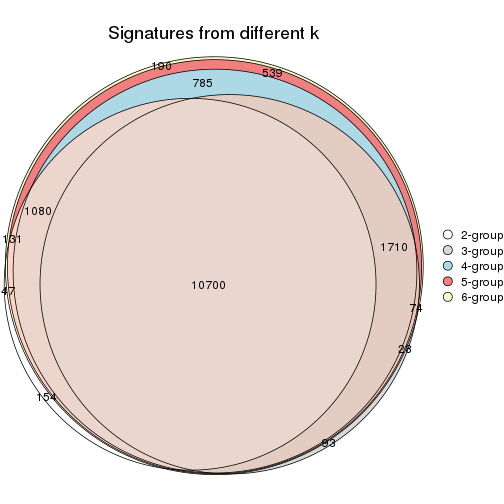 Signatures from different k
190
539
785
1080
131
1710
47
10700
74
28
154
93
2-group
3-group
4-group
5-group
6-group